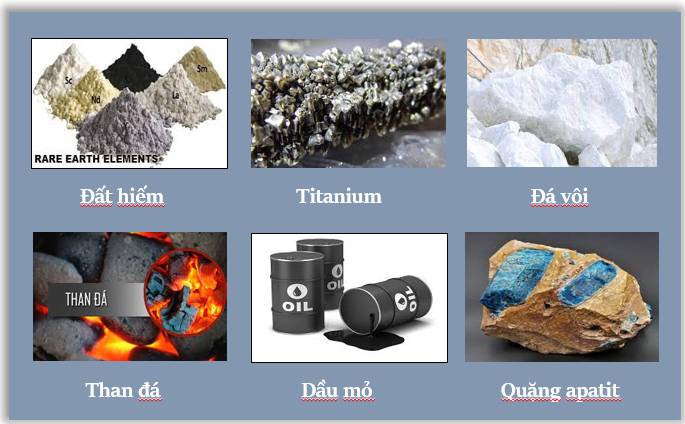 Sc
Sm
Nd
La
RARE EARTH ELEMENTS
Đất hiếm
Titanium
Đá vôi
THAN ĐÁ
OIL
OIL
Than đá
Dầu mỏ
Quặng apatit